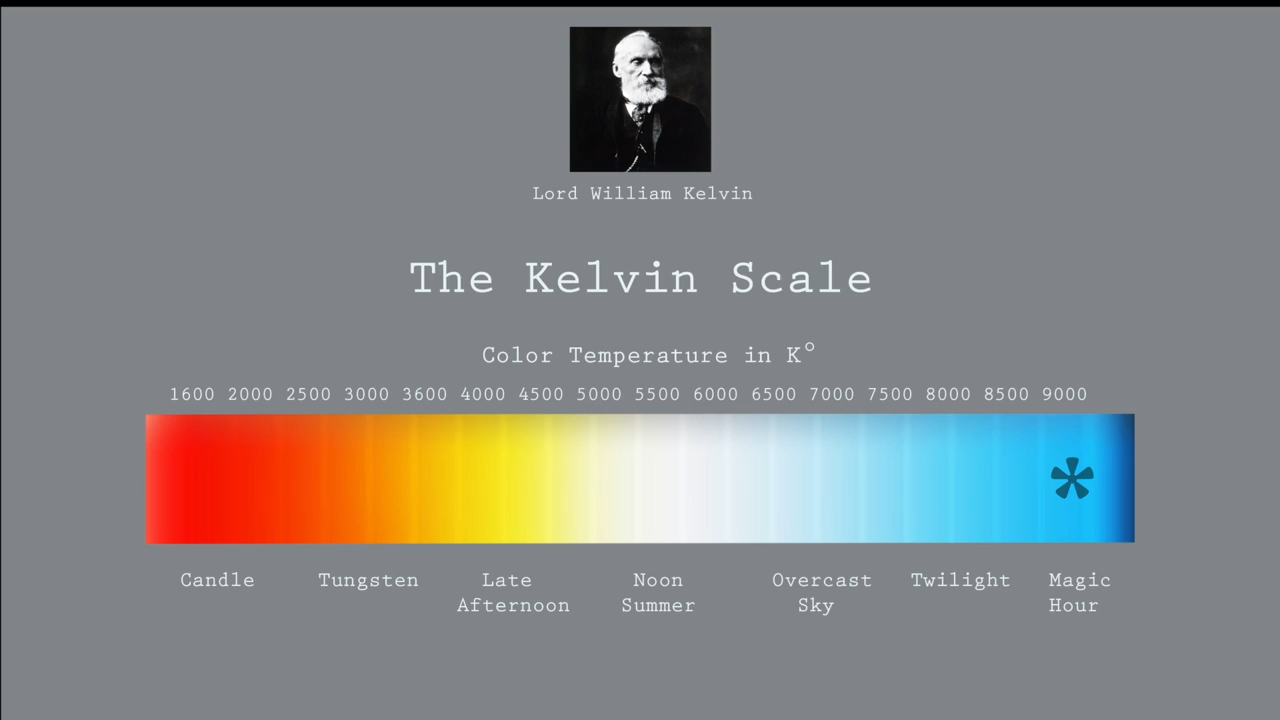 Lord William Kelvin
The Kelvin Scale
Color Temperature in K°
1600 2000 2500 3000 3600 4000 4500 5000 5500 6000 6500 7000 7500 8000 8500 9000
*
Candle Tungsten Late Noon Overcast Twilight Magic
Afternoon Summer Sky Hour